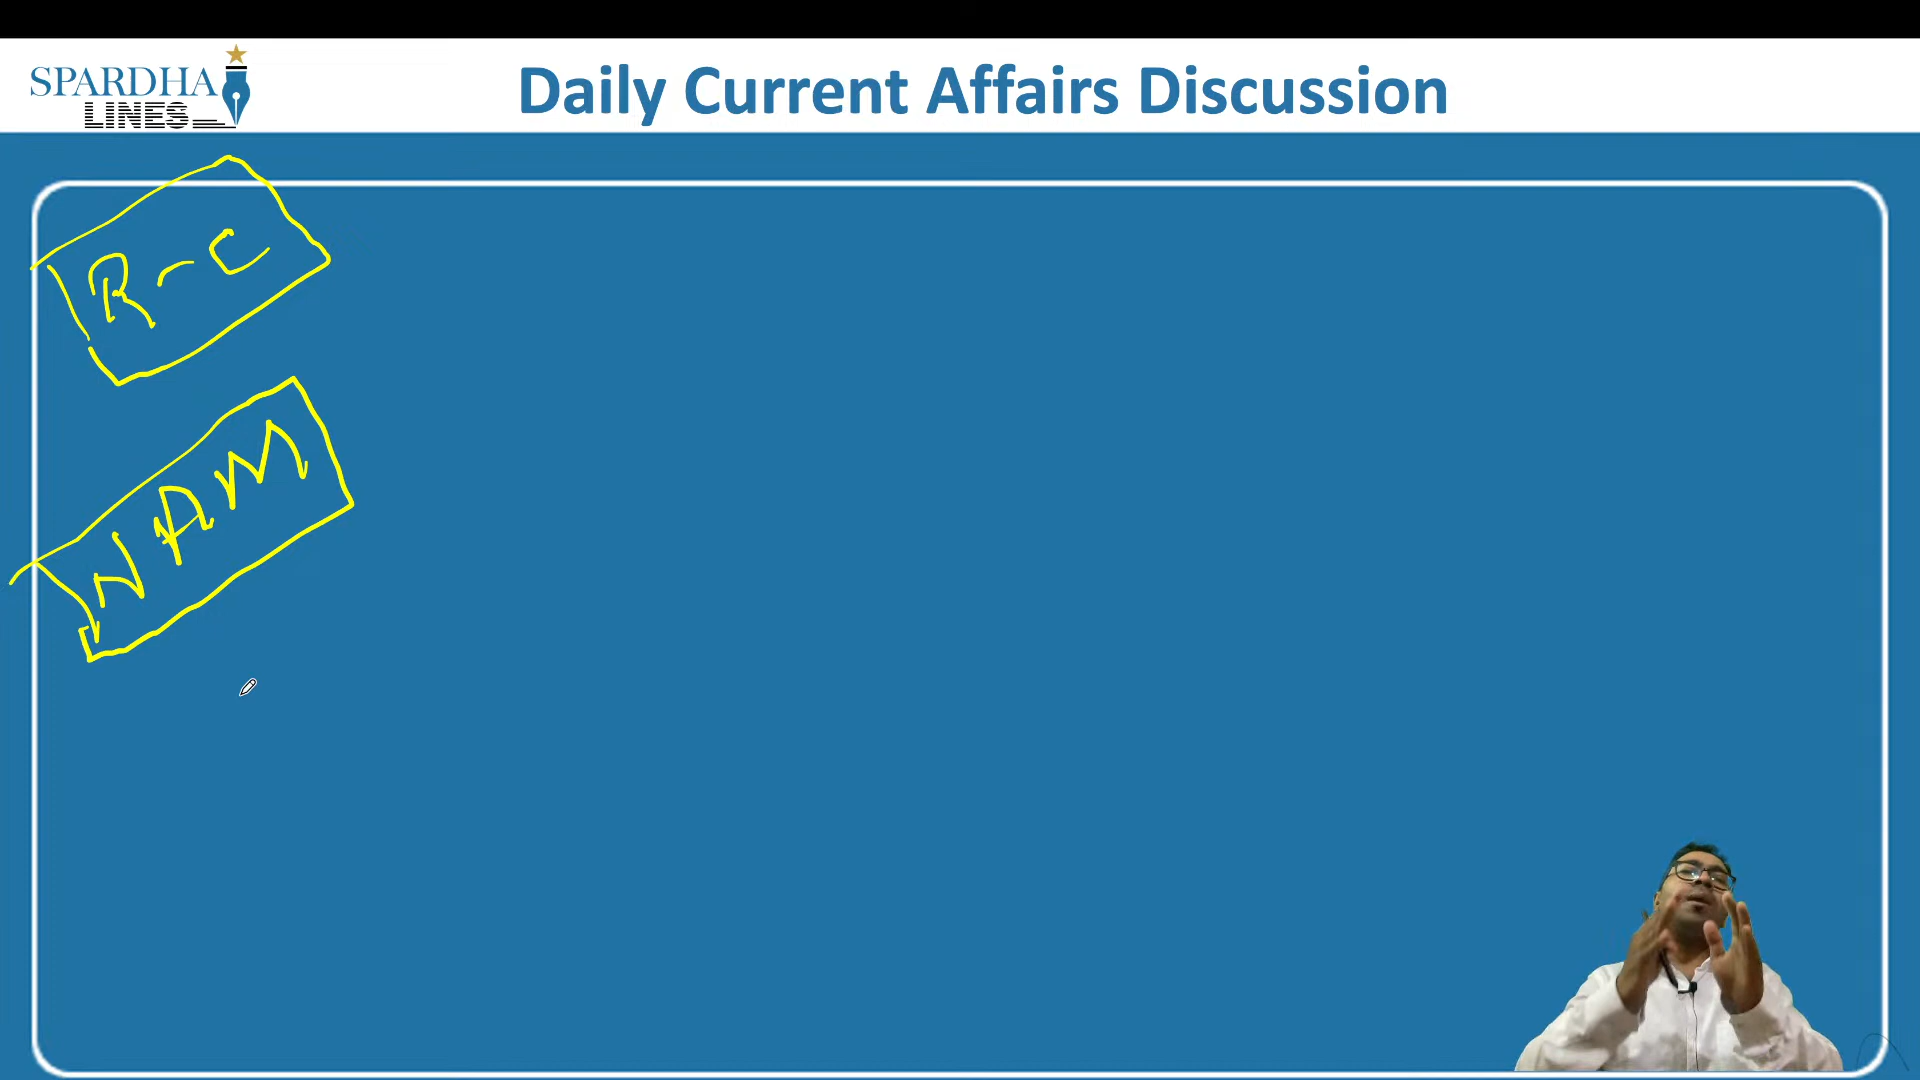 SPARDHA
LINES
Daily Current Affairs Discussion
R-C
NAM